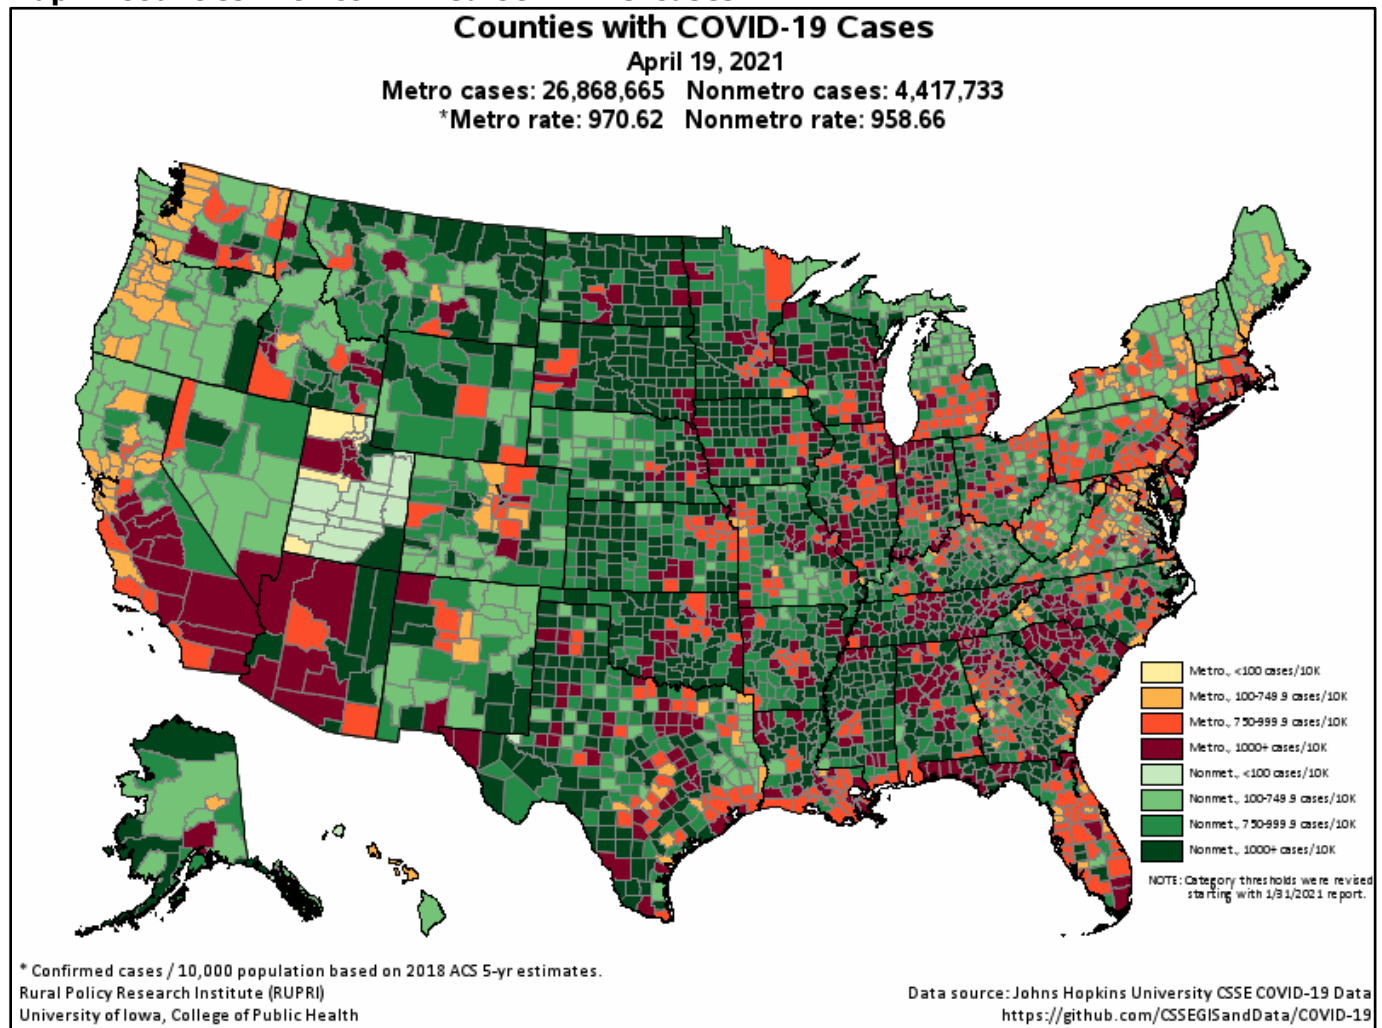 Counties with COVID-19 Cases
April 19, 2021
Metro cases: 26,868,665 Nonmetro cases: 4,417,733
*Metro rate: 970.62 Nonmetro rate: 958.66
Metro., <100 cases/10K
Metro., 100-749.9 cases/10K
Metro., 750-999.9 cases/10K
Metro., 1000+ cases/10K
Nonmet., <100 cases/10K
Nonmet., 100-749.9 cases/10K
Nonmet., 750-999.9 cases/10K
Nonmet., 1000+ cases/10K
NOTE: Category thresholds were revised
starting with 1/31/2021 report.
* Confirmed cases / 10,000 population based on 2018 ACS 5-yr estimates.
Rural Policy Research Institute (RUPRI)
University of Iowa, College of Public Health
Data source: Johns Hopkins University CSSE COVID-19 Data
https://github.com/CSSEGISandData/COVID-19